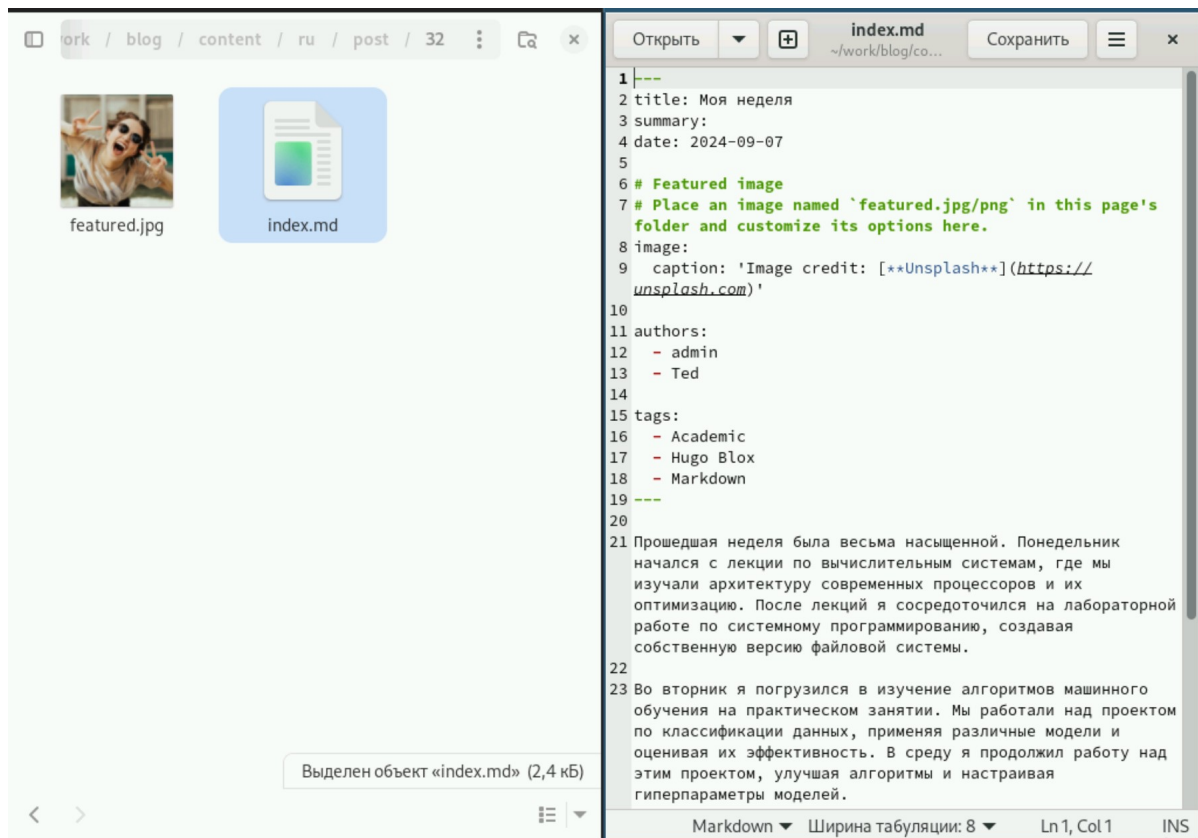 ork / blog / content / ru / post / 32
featured.jpg
index.md
Выделен объект «index.md» (2,4 кБ)
Открыть
index.md
~/work/blog/co...
Сохранить
1 ---
2 title: Моя неделя
3 summary:
4 date: 2024-09-07
5
6 # Featured image
7 # Place an image named `featured.jpg/png` in this page's
folder and customize its options here.
8 image:
9   caption: 'Image credit: [**Unsplash**](https://
unsplash.com)'
10
11 authors:
12   - admin
13   - Ted
14
15 tags:
16   - Academic
17   - Hugo Blox
18   - Markdown
19 ---
20
21 Прошедшая неделя была весьма насыщенной. Понедельник
начался с лекции по вычислительным системам, где мы
изучали архитектуру современных процессоров и их
оптимизацию. После лекций я сосредоточился на лабораторной
работе по системному программированию, создавая
собственную версию файловой системы.
22
23 Во вторник я погрузился в изучение алгоритмов машинного
обучения на практическом занятии. Мы работали над проектом
по классификации данных, применяя различные модели и
оценивая их эффективность. В среду я продолжил работу над
этим проектом, улучшая алгоритмы и настраивая
гиперпараметры моделей.
Markdown Ширина табуляции: 8 Ln 1, Col 1 INS